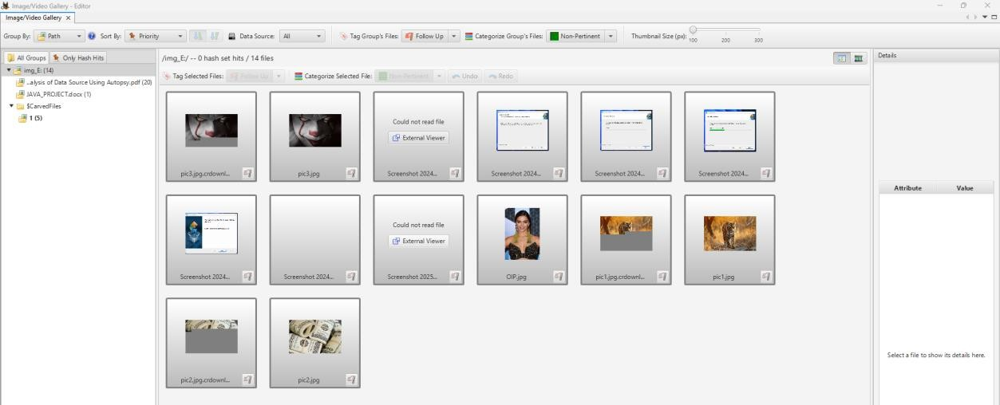 Image/Video Gallery - Editor
Image/Video Gallery
Group By: Path Sort By: Priority Data Source: All Tag Group's Files: Follow Up Categorize Group's Files: Non-Pertinent Thumbnail Size (px): 100 200 300
All Groups Only Hash Hits
/img_E:/ -- 0 hash set hits / 14 files
Details
img_E: (14)
..alysis of Data Source Using Autopsy.pdf (20)
JAVA_PROJECT.docx (1)
$CarvedFiles
1 (5)
Tag Selected Files: Follow Up Categorize Selected File: Non-Pertinent Undo Redo
Could not read file
External Viewer
pic3.jpg.crdownl... pic3.jpg Screenshot 2024... Screenshot 2024... Screenshot 2024... Screenshot 2024...
Attribute Value
Could not read file
External Viewer
Screenshot 2024... Screenshot 2024... Screenshot 2025... OIP.jpg pic1.jpg.crdownl... pic1.jpg
pic2.jpg.crdownl... pic2.jpg
Select a file to show its details here.